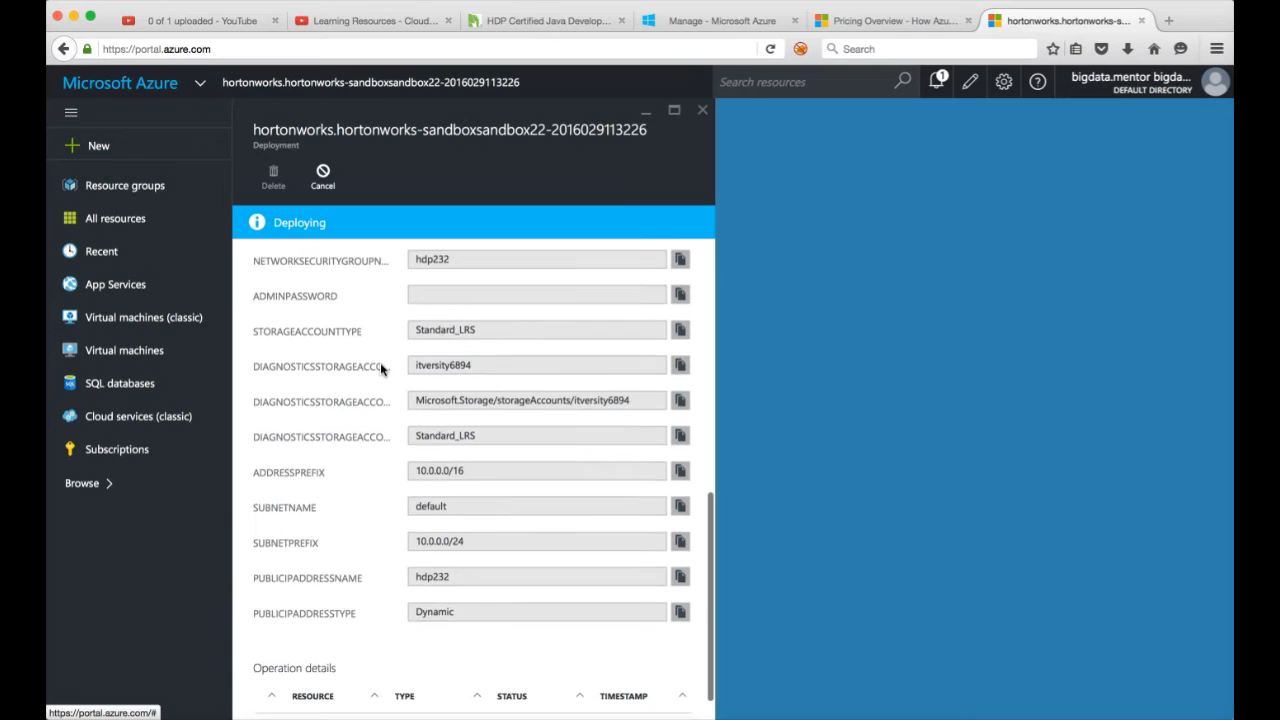 0 of 1 uploaded - YouTube
Learning Resources - Cloud...
HDP Certified Java Develop...
Manage - Microsoft Azure
Pricing Overview - How Azu...
hortonworks.hortonworks-s...
https://portal.azure.com
Search
Microsoft Azure
hortonworks.hortonworks-sandboxsandbox22-2016029113226
Search resources
1
bigdata.mentor bigda...
DEFAULT DIRECTORY
New
Resource groups
All resources
Recent
App Services
Virtual machines (classic)
Virtual machines
SQL databases
Cloud services (classic)
Subscriptions
Browse >
hortonworks.hortonworks-sandboxsandbox22-2016029113226
Deployment
Delete
Cancel
Deploying
NETWORKSECURITYGROUPN... hdp232
ADMINPASSWORD
STORAGEACCOUNTTYPE Standard_LRS
DIAGNOSTICSSTORAGEACCO... itversity6894
DIAGNOSTICSSTORAGEACCO... Microsoft.Storage/storageAccounts/itversity6894
DIAGNOSTICSSTORAGEACCO... Standard_LRS
ADDRESSPREFIX 10.0.0.0/16
SUBNETNAME default
SUBNETPREFIX 10.0.0.0/24
PUBLICIPADDRESSNAME hdp232
PUBLICIPADDRESSTYPE Dynamic
Operation details
RESOURCE TYPE STATUS TIMESTAMP
https://portal.azure.com/#